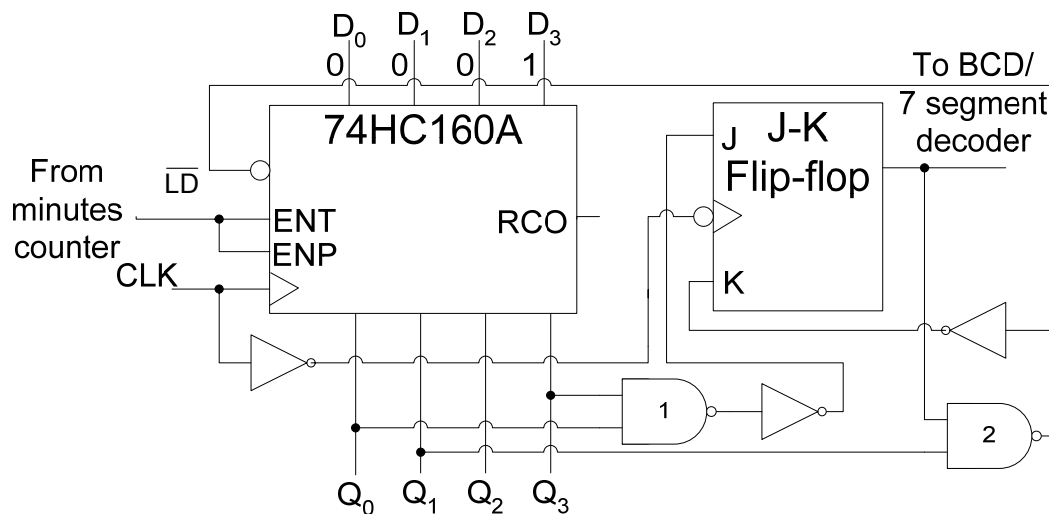 D0 D1 D2 D3
0 0 0 1
To BCD/
7 segment
decoder
74HC160A
J-K
Flip-flop
J
K
From
minutes
counter
LD
ENT
ENP
RCO
CLK
1
2
Q0 Q1 Q2 Q3